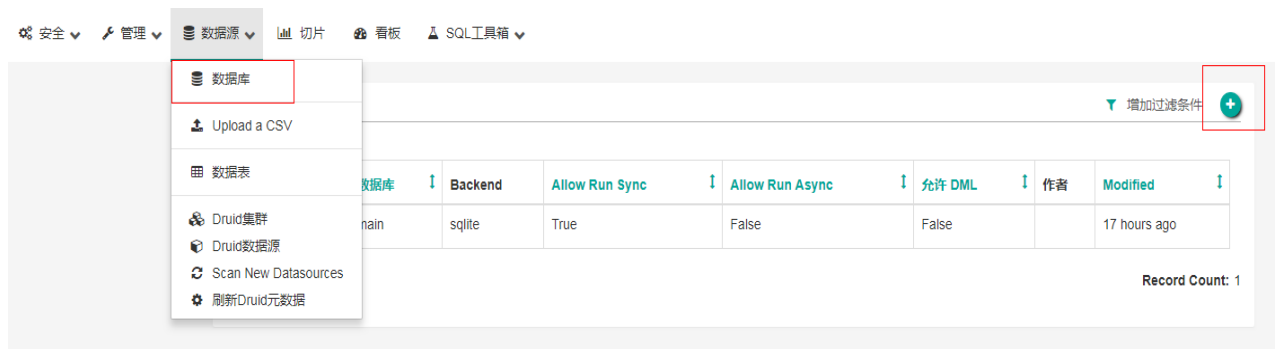 安全 管理 数据源 切片 看板 SQL工具箱
数据库
增加过滤条件
Upload a CSV
数据表
数据库 Backend Allow Run Sync Allow Run Async 允许 DML 作者 Modified
main sqlite True False False 17 hours ago
Druid集群
Druid数据源
Scan New Datasources
刷新Druid元数据
Record Count: 1